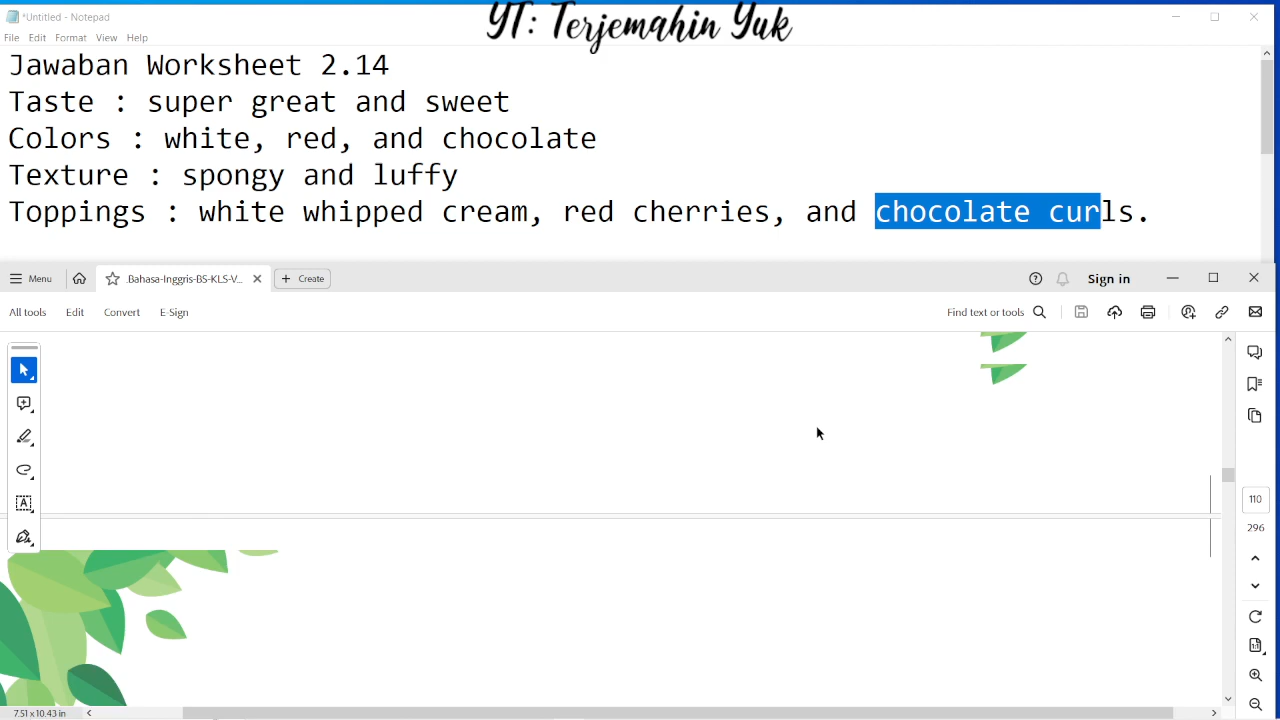 YT: Terjemahin Yuk
*Untitled - Notepad
File Edit Format View Help
Jawaban Worksheet 2.14
Taste : super great and sweet
Colors : white, red, and chocolate
Texture : spongy and luffy
Toppings : white whipped cream, red cherries, and chocolate curls.
Menu .Bahasa-Inggris-BS-KLS-V... Create Sign in
All tools Edit Convert E-Sign Find text or tools
110
296
7.51 x 10.43 in